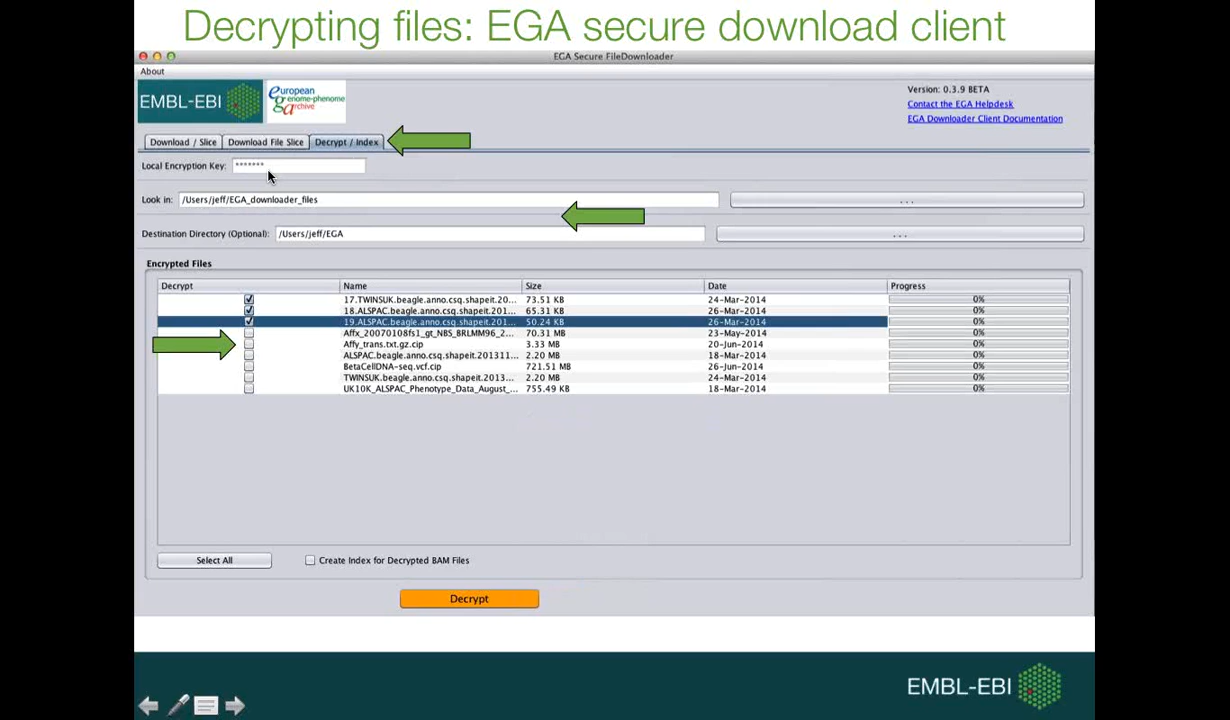 Decrypting files: EGA secure download client
EGA Secure FileDownloader
About
EMBL-EBI
european genome-phenome archive
Version: 0.3.9 BETA
Contact the EGA Helpdesk
EGA Downloader Client Documentation
Download / Slice Download File Slice Decrypt / Index
Local Encryption Key: *******
Look in: /Users/jeff/EGA_downloader_files ...
Destination Directory (Optional): /Users/jeff/EGA ...
Encrypted Files
Decrypt Name Size Date Progress
17.TWINSUK.beagle.anno.csq.shapeit.20... 73.51 KB 24-Mar-2014 0%
18.ALSPAC.beagle.anno.csq.shapeit.201... 65.31 KB 26-Mar-2014 0%
19.ALSPAC.beagle.anno.csq.shapeit.201... 50.24 KB 26-Mar-2014 0%
Affx_20070108fs1_gt_NBS_BRLMM96_2... 70.31 MB 23-May-2014 0%
Affy_trans.txt.gz.cip 3.33 MB 20-Jun-2014 0%
ALSPAC.beagle.anno.csq.shapeit.201311... 2.20 MB 18-Mar-2014 0%
BetaCellDNA-seq.vcf.cip 721.51 MB 26-Jun-2014 0%
TWINSUK.beagle.anno.csq.shapeit.2013... 2.20 MB 24-Mar-2014 0%
UK10K_ALSPAC_Phenotype_Data_August_... 755.49 KB 18-Mar-2014 0%
Select All Create Index for Decrypted BAM Files
Decrypt
EMBL-EBI